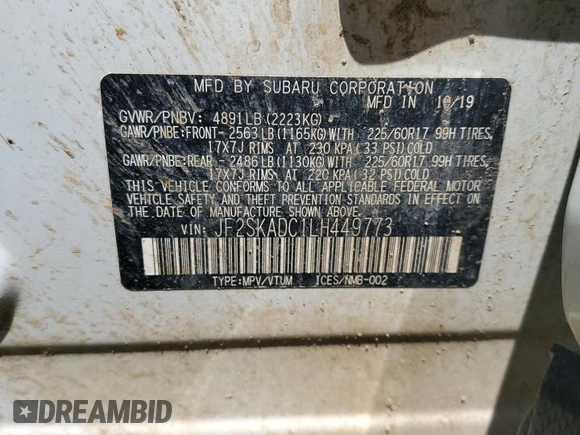 MFD BY SUBARU CORPORATION
MFD IN 10/19
GVWR/PNBV: 4891LB(2223KG)
GAWR/PNBE:FRONT- 2563LB(1165KG)WITH 225/60R17 99H TIRES,
17X7J RIMS AT 230 KPA(33 PSI)COLD
GAWR/PNBE:REAR - 2486LB(1130KG)WITH 225/60R17 99H TIRES,
17X7J RIMS AT 220 KPA(32 PSI)COLD
THIS VEHICLE CONFORMS TO ALL APPLICABLE FEDERAL MOTOR
VEHICLE SAFETY AND THEFT PREVENTION STANDARDS IN EFFECT ON
THE DATE OF MANUFACTURE SHOWN ABOVE.
VIN: JF2SKADC1LH449773
TYPE:MPV/VTUM ICES/NMB-002
DREAMBID